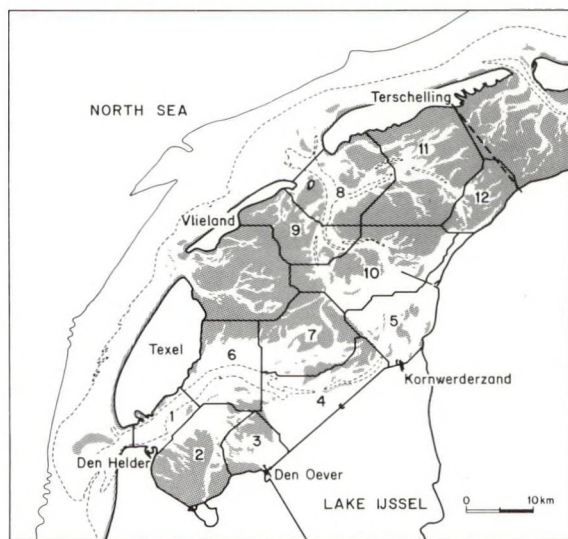 NORTH SEA
Terschelling
11
12
8
Vlieland
9
10
Texel
7
5
6
Kornwerderzand
4
1
3
2
Den Helder
Den Oever
LAKE IJSSEL
0 10 km